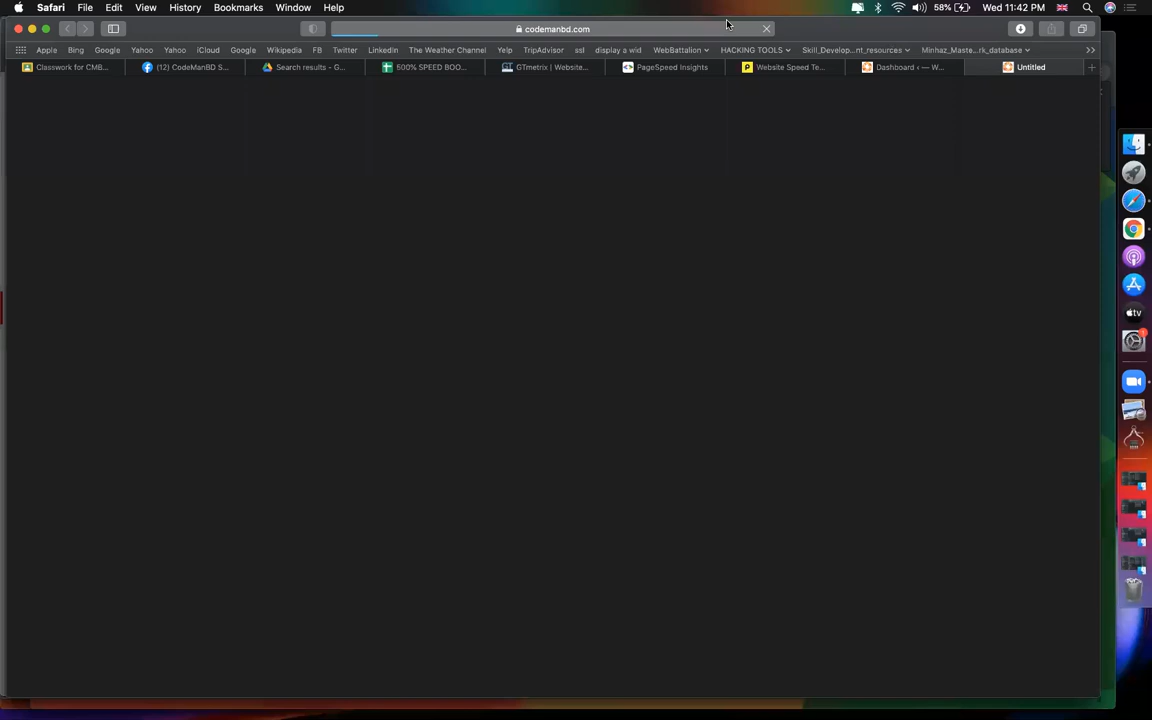 Safari File Edit View History Bookmarks Window Help 58% Wed 11:42 PM
codemanbd.com
Apple Bing Google Yahoo Yahoo iCloud Google Wikipedia FB Twitter LinkedIn The Weather Channel Yelp TripAdvisor ssl display a wid WebBattalion HACKING TOOLS Skill_Develop...nt_resources Minhaz_Maste...rk_database
Classwork for CMB... (12) CodeManBD S... Search results - G... 500% SPEED BOO... GTmetrix | Website... PageSpeed Insights Website Speed Te... Dashboard ‹ — W... Untitled
tv